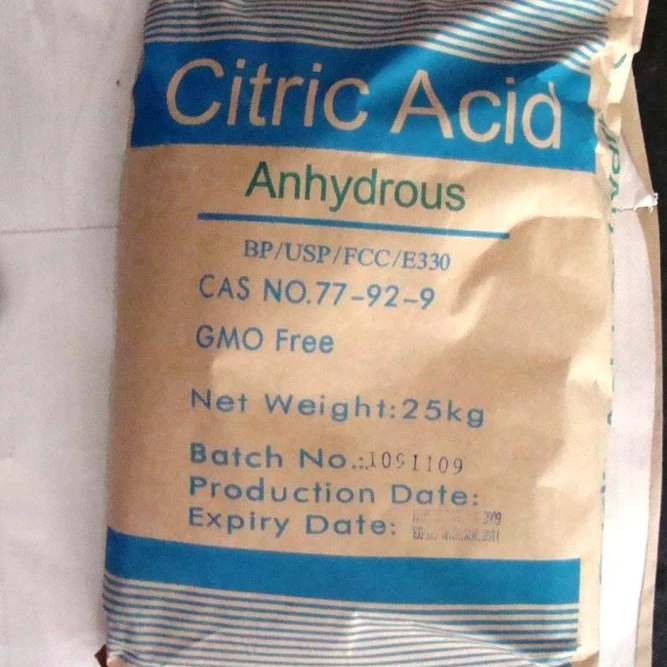 Citric Acid
Anhydrous
BP/USP/FCC/E330
CAS NO.77-92-9
GMO Free
Net Weight:25kg
Batch No.:1091109
Production Date:
Expiry Date: